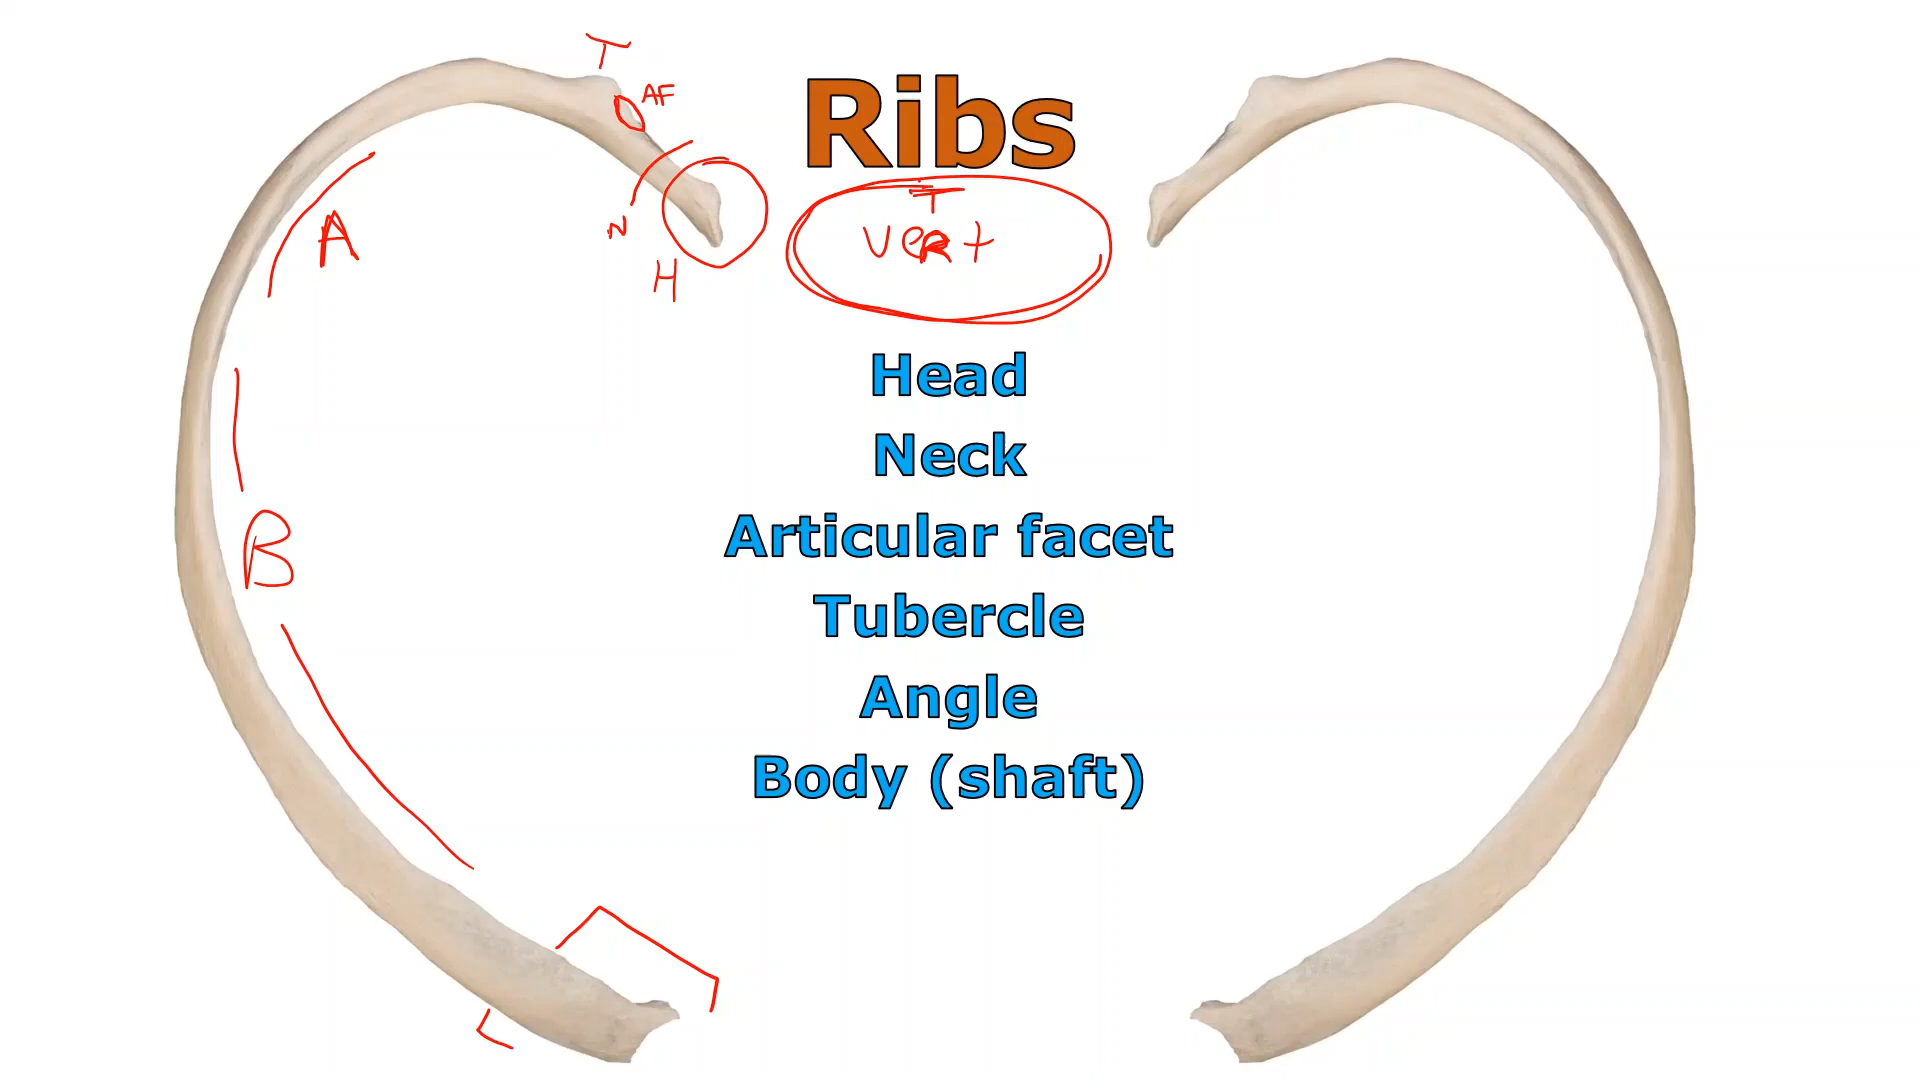 T
AF
Ribs
A
N
H
T
vert
Head
Neck
Articular facet
B
Tubercle
Angle
Body (shaft)